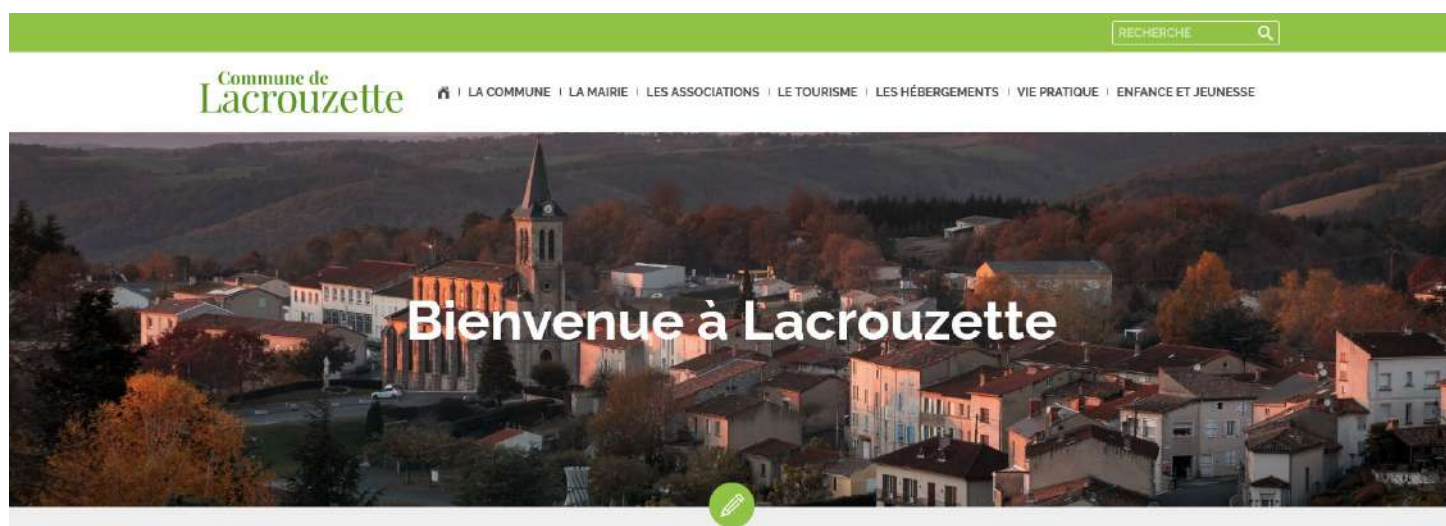 RECHERCHE
Commune de
Lacrouzette
LA COMMUNE | LA MAIRIE | LES ASSOCIATIONS | LE TOURISME | LES HÉBERGEMENTS | VIE PRATIQUE | ENFANCE ET JEUNESSE
Bienvenue à Lacrouzette